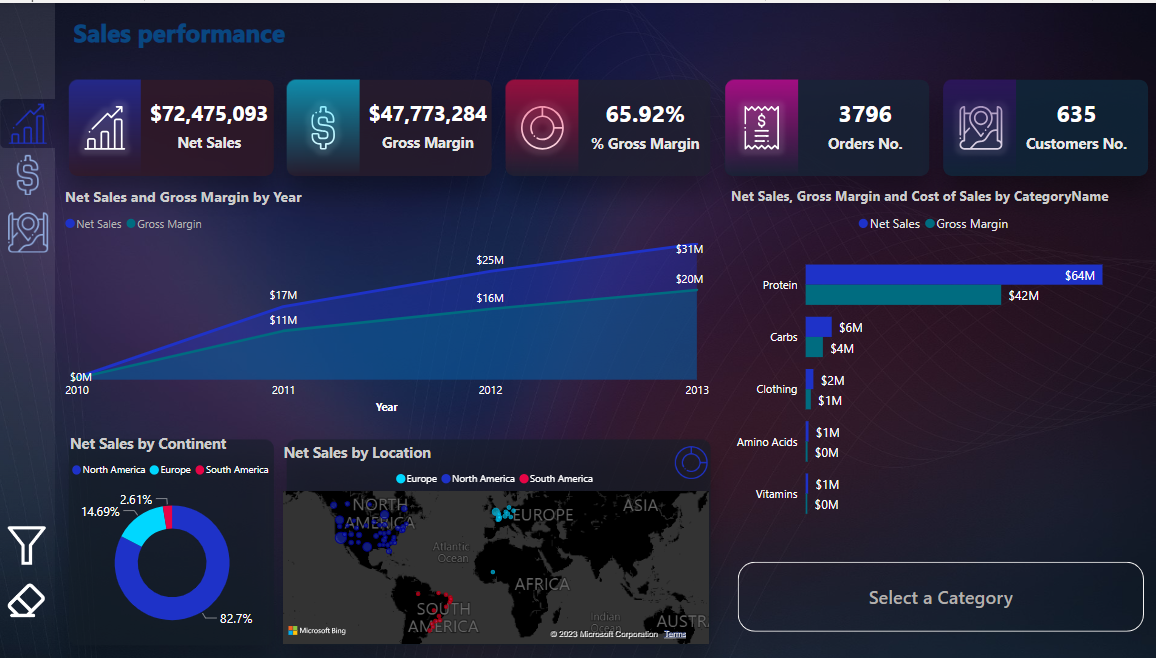 Sales performance
$72,475,093
Net Sales
$47,773,284
Gross Margin
65.92%
% Gross Margin
3796
Orders No.
635
Customers No.
Net Sales and Gross Margin by Year
Net Sales Gross Margin
$31M
$25M
$20M
$17M
$16M
$11M
$0M
2010 2011 2012 2013
Year
Net Sales, Gross Margin and Cost of Sales by CategoryName
Net Sales Gross Margin
Protein $64M
$42M
Carbs $6M
$4M
Clothing $2M
$1M
Amino Acids $1M
$0M
Vitamins $1M
$0M
Net Sales by Continent
North America Europe South America
2.61%
14.69%
82.7%
Net Sales by Location
Europe North America South America
NORTH
AMERICA
EUROPE
ASIA
Atlantic
Ocean
AFRICA
SOUTH
AMERICA
Indian
Ocean
AUSTR
Microsoft Bing
© 2023 Microsoft Corporation Terms
Select a Category